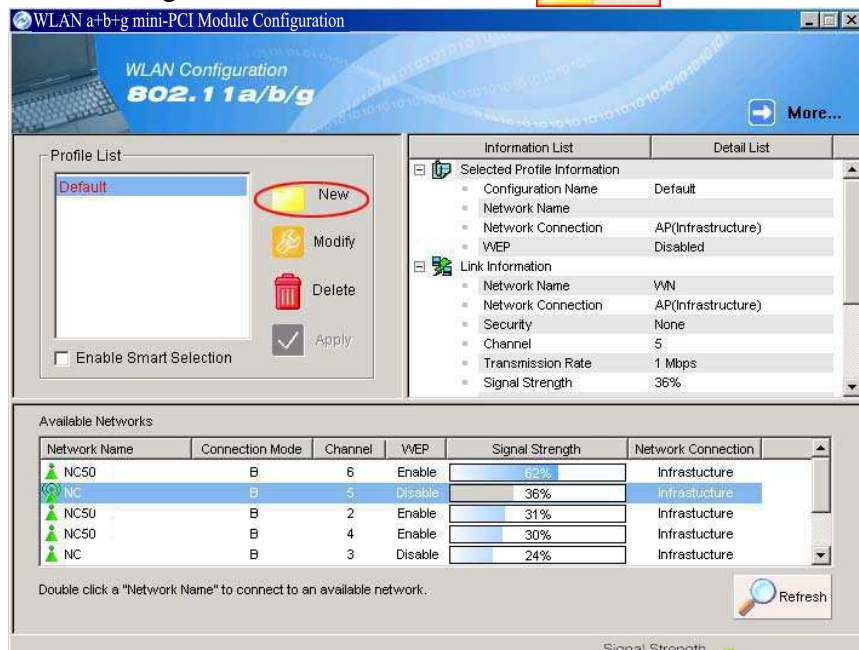 WLAN a+b+g mini-PCI Module Configuration
WLAN Configuration
802.11a/b/g
More...
Profile List
Default
New
Modify
Delete
Apply
Enable Smart Selection
Information List Detail List
Selected Profile Information
Configuration Name Default
Network Name
Network Connection AP(Infrastructure)
WEP Disabled
Link Information
Network Name WN
Network Connection AP(Infrastructure)
Security None
Channel 5
Transmission Rate 1 Mbps
Signal Strength 36%
Available Networks
Network Name Connection Mode Channel WEP Signal Strength Network Connection
NC50 B 6 Enable 62% Infrastucture
NC B 5 Disable 36% Infrastucture
NC50 B 2 Enable 31% Infrastucture
NC50 B 4 Enable 30% Infrastucture
NC B 3 Disable 24% Infrastucture
Double click a "Network Name" to connect to an available network.
Refresh
Signal Strength